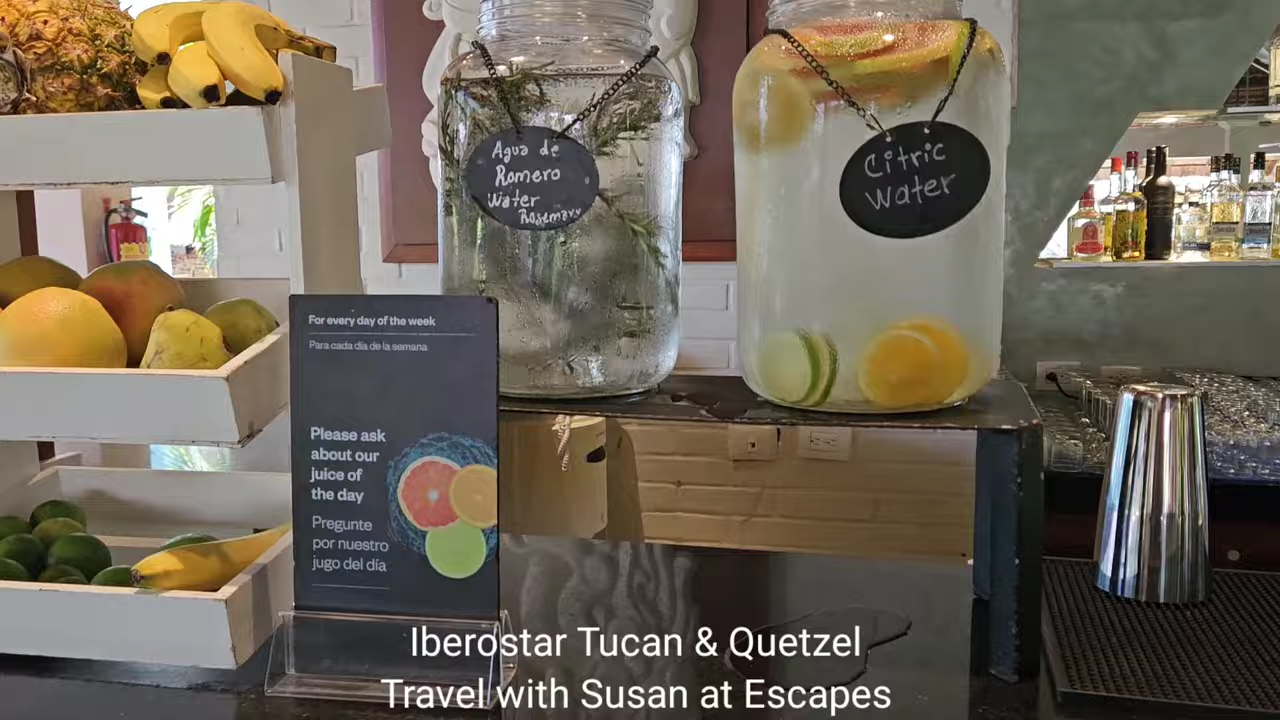 Agua de
Romero
Water
Rosemary
Citric
Water
For every day of the week
Para cada día de la semana
Please ask
about our
juice of
the day
Pregunte
por nuestro
jugo del día
Iberostar Tucan & Quetzel
Travel with Susan at Escapes